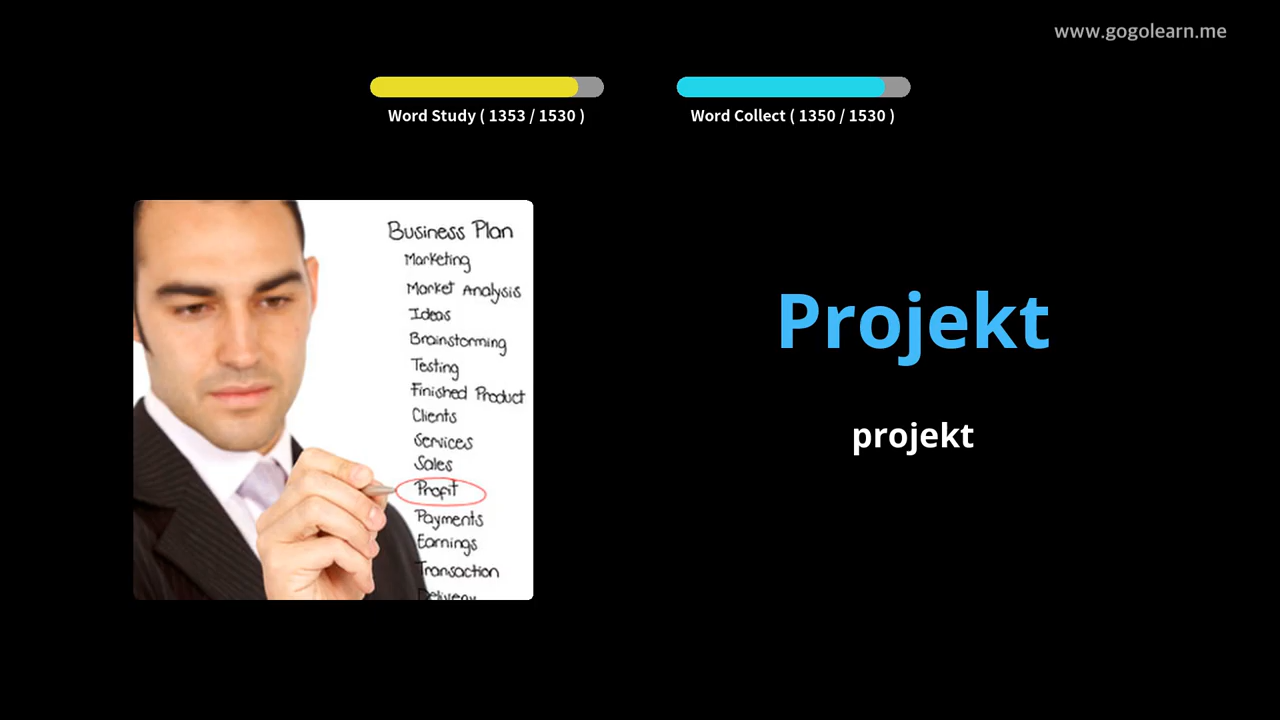 www.gogolearn.me
Word Study ( 1353 / 1530 )
Word Collect ( 1350 / 1530 )
Business Plan
Marketing
Market Analysis
Ideas
Brainstorming
Testing
Finished Product
Clients
Services
Sales
Profit
Payments
Earnings
Transaction
Delivery
Projekt
projekt